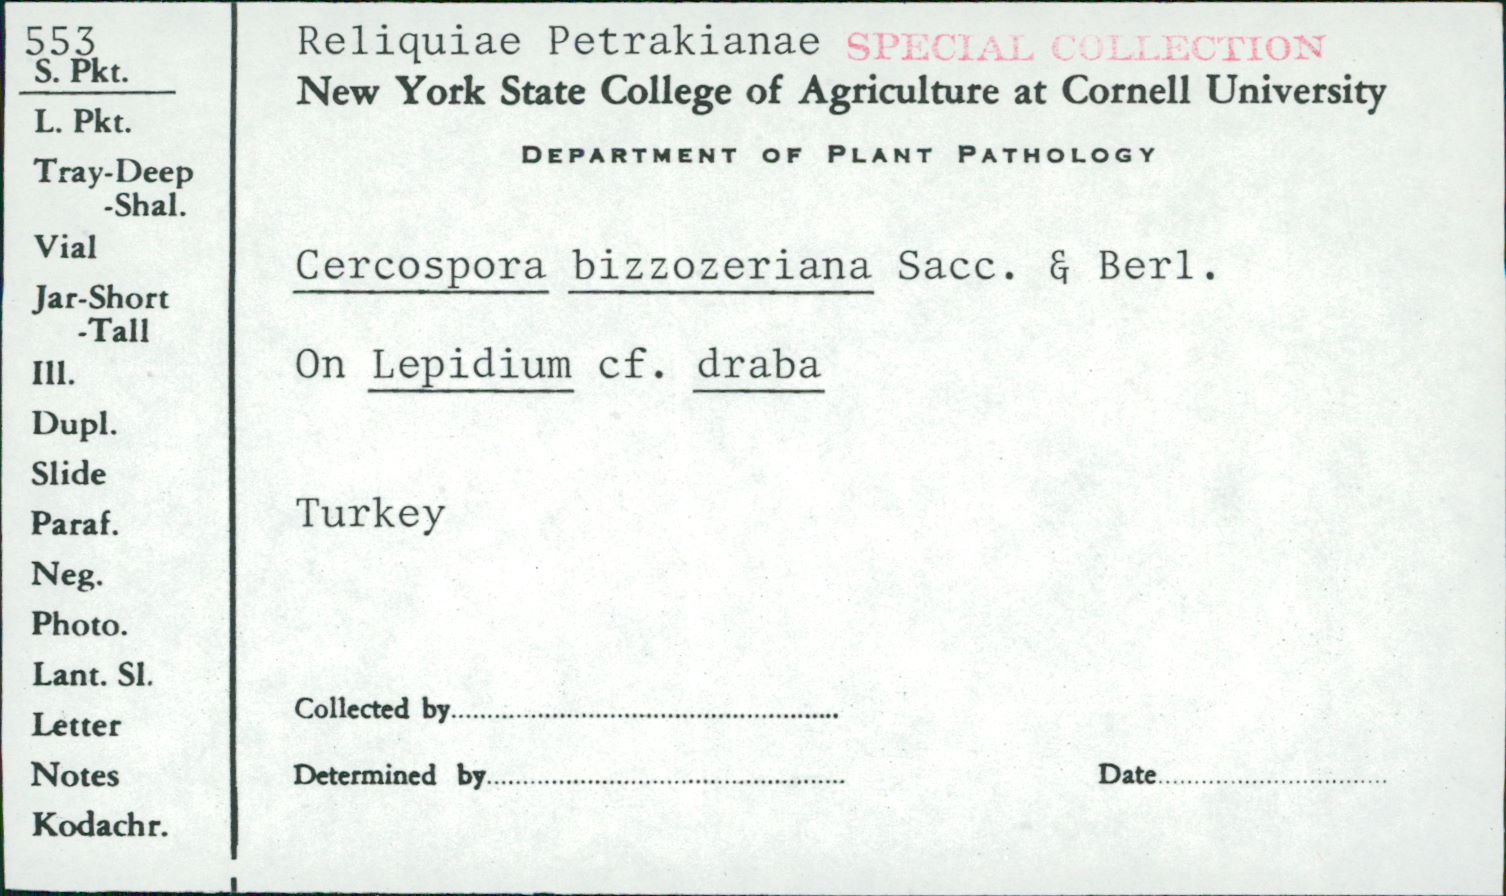 553
S. Pkt.
L. Pkt.
Tray-Deep
-Shal.
Vial
Jar-Short
-Tall
Ill.
Dupl.
Slide
Paraf.
Neg.
Photo.
Lant. Sl.
Letter
Notes
Kodachr.
Reliquiae Petrakianae SPECIAL COLLECTION
New York State College of Agriculture at Cornell University
DEPARTMENT OF PLANT PATHOLOGY
Cercospora bizzozeriana Sacc. & Berl.
On Lepidium cf. draba
Turkey
Collected by
Determined by Date